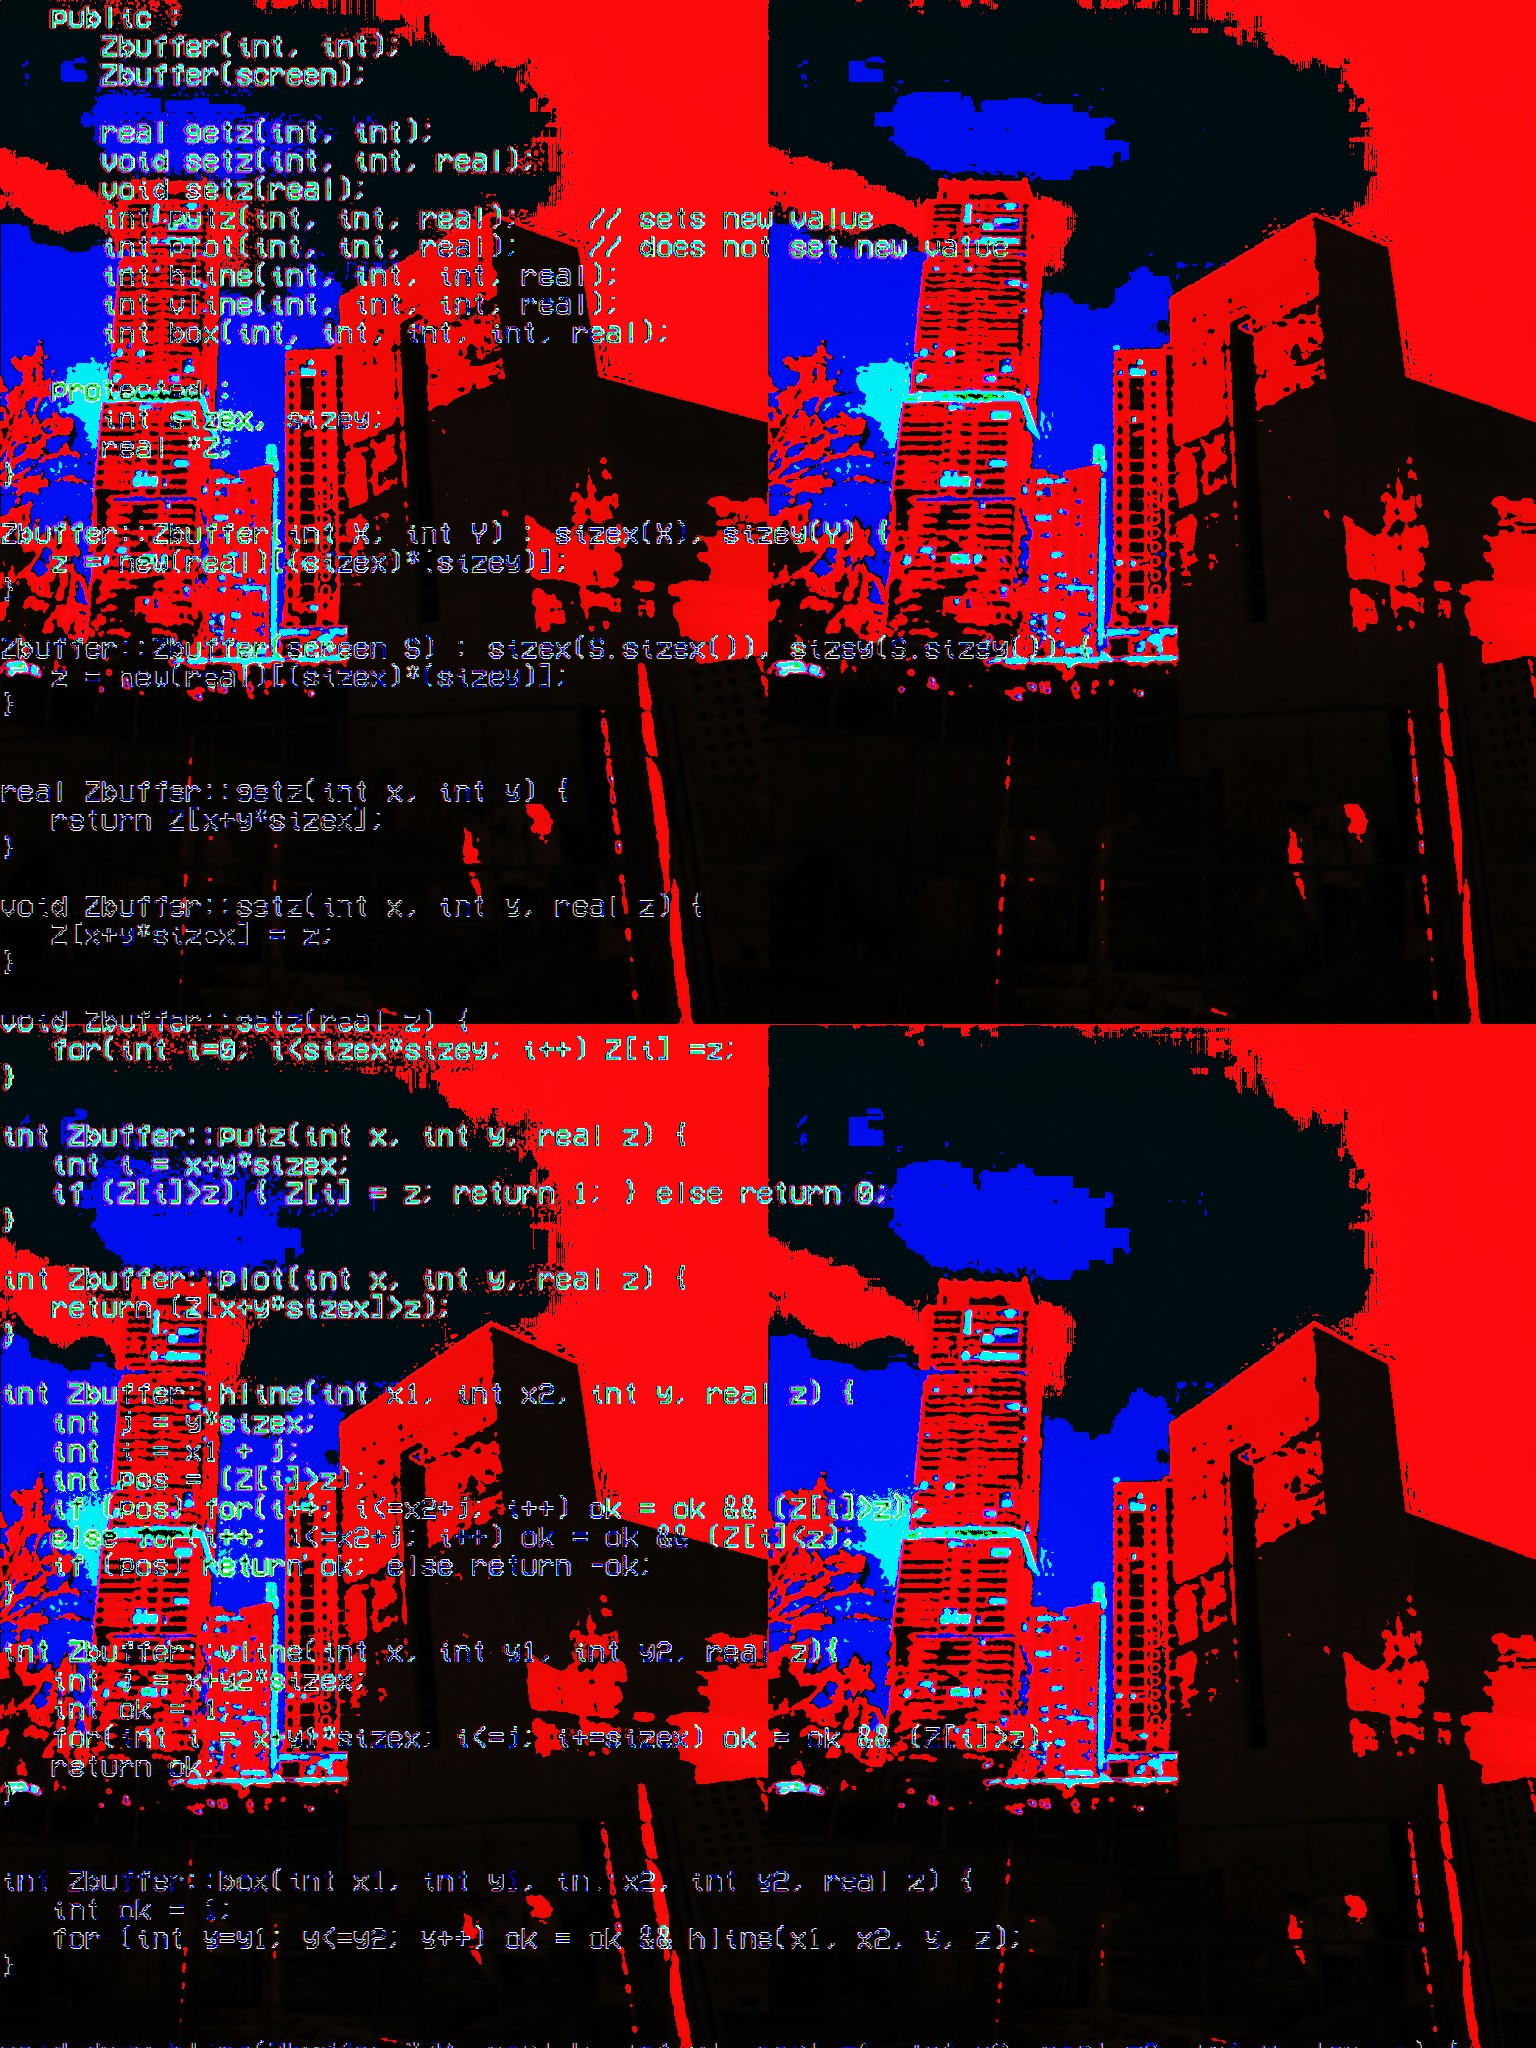 public :
Zbuffer(int, int);
Zbuffer(screen);
real getz(int, int);
void setz(int, int, real);
void setz(real);
int putz(int, int, real);     // sets new value
int plot(int, int, real);     // does not set new value
int hline(int, int, int, real);
int vline(int, int, int, real);
int box(int, int, int, int, real);
protected :
int sizex, sizey;
real *Z;
}
Zbuffer::Zbuffer(int X, int Y) : sizex(X), sizey(Y) {
z = new(real)[(sizex)*(sizey)];
}
Zbuffer::Zbuffer(screen S) : sizex(S.sizex()), sizey(S.sizey()) {
z = new(real)[(sizex)*(sizey)];
}
real Zbuffer::getz(int x, int y) {
return Z[x+y*sizex];
}
void Zbuffer::setz(int x, int y, real z) {
Z[x+y*sizex] = z;
}
void Zbuffer::setz(real z) {
for(int i=0; i<sizex*sizey; i++) Z[i] =z;
}
int Zbuffer::putz(int x, int y, real z) {
int i = x+y*sizex;
if (Z[i]>z) { Z[i] = z; return 1; } else return 0;
}
int Zbuffer::plot(int x, int y, real z) {
return (Z[x+y*sizex]>z);
}
int Zbuffer::hline(int x1, int x2, int y, real z) {
int j = y*sizex;
int i = x1 + j;
int pos = (Z[i]>z);
if (pos) for(i++; i<=x2+j; i++) ok = ok && (Z[i]>z);
else for(i++; i<=x2+j; i++) ok = ok && (Z[i]<z);
if (pos) return ok; else return -ok;
}
int Zbuffer::vline(int x, int y1, int y2, real z){
int j = x+y2*sizex;
int ok = 1;
for(int i = x+y1*sizex; i<=j; i+=sizex) ok = ok && (Z[i]>z);
return ok;
}
int Zbuffer::box(int x1, int y1, int x2, int y2, real z) {
int ok = 1;
for (int y=y1; y<=y2; y++) ok = ok && hline(x1, x2, y, z);
}